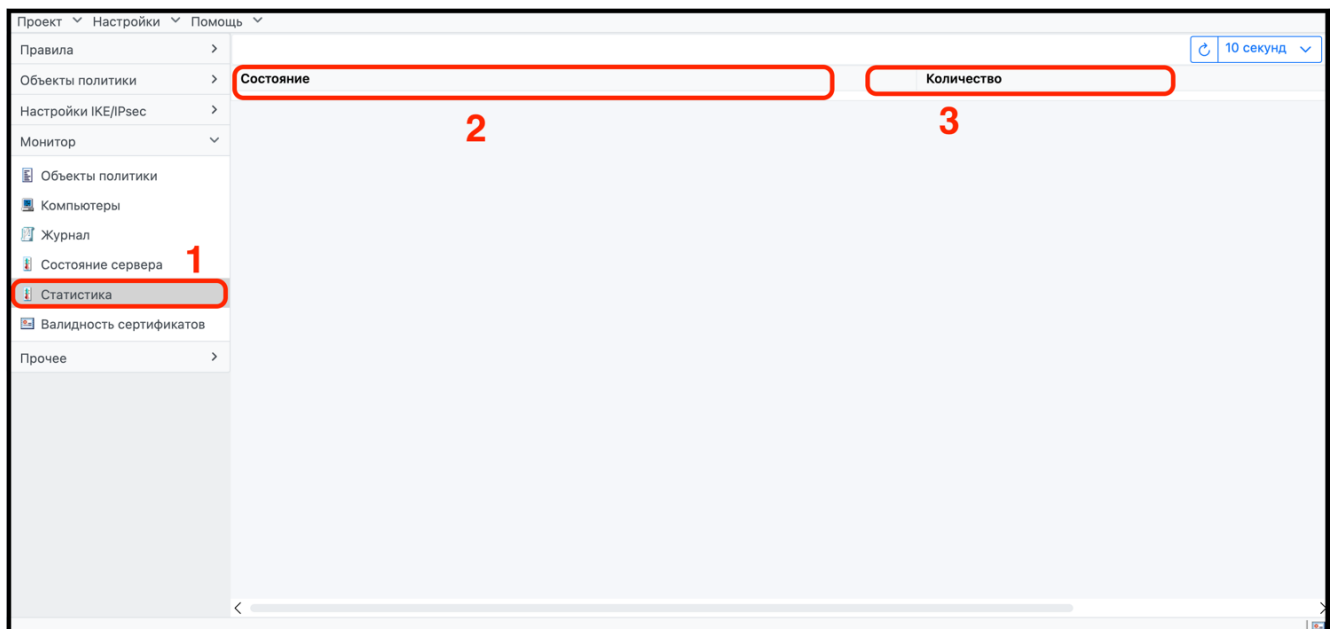 Проект Настройки Помощь
Правила
10 секунд
Объекты политики
Состояние
Количество
Настройки IKE/IPsec
2
3
Монитор
Объекты политики
Компьютеры
Журнал
Состояние сервера
1
Статистика
Валидность сертификатов
Прочее